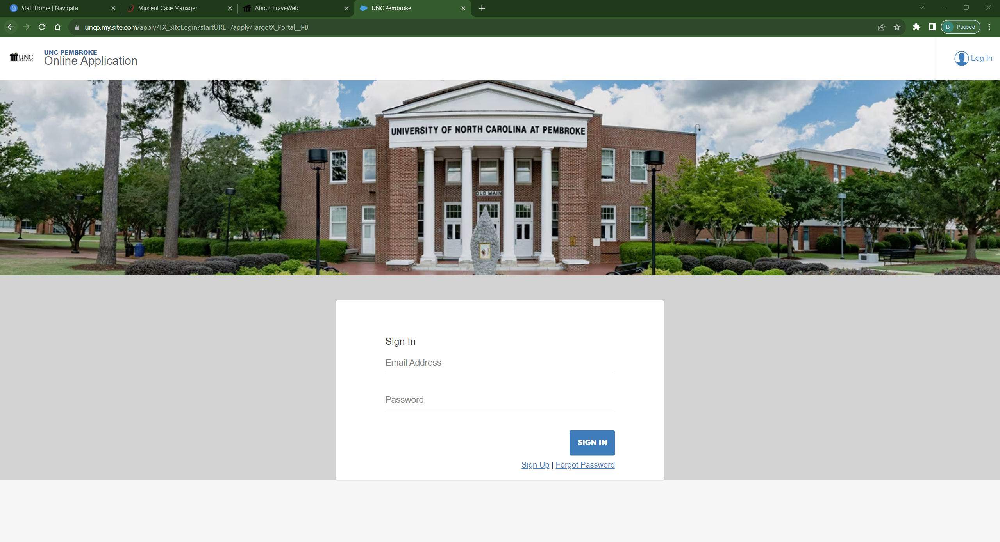 Staff Home | Navigate
Maxient Case Manager
About BraveWeb
UNC Pembroke
uncp.my.site.com/apply/TX_SiteLogin?startURL=/apply/TargetX_Portal__PB
B Paused
UNC
PEMBROKE
UNC PEMBROKE
Online Application
Log In
UNIVERSITY OF NORTH CAROLINA AT PEMBROKE
OLD MAIN
Sign In
Email Address
Password
SIGN IN
Sign Up | Forgot Password